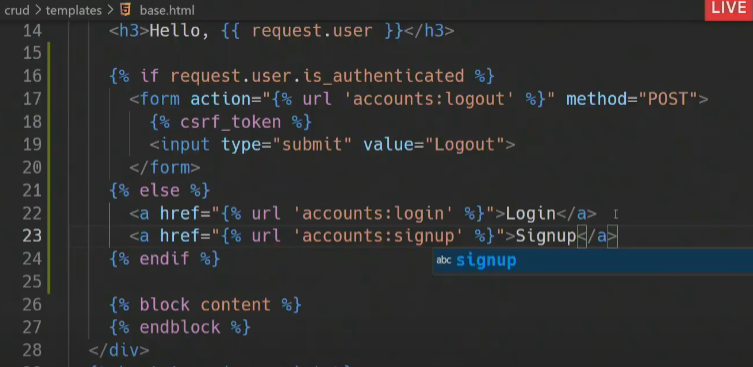 crud > templates > base.html
LIVE
14 <h3>Hello, {{ request.user }}</h3>
15
16 {% if request.user.is_authenticated %}
17 <form action="{% url 'accounts:logout' %}" method="POST">
18 {% csrf_token %}
19 <input type="submit" value="Logout">
20 </form>
21 {% else %}
22 <a href="{% url 'accounts:login' %}">Login</a>
23 <a href="{% url 'accounts:signup' %}">Signup</a>
24 {% endif %}
abc signup
25
26 {% block content %}
27 {% endblock %}
28 </div>